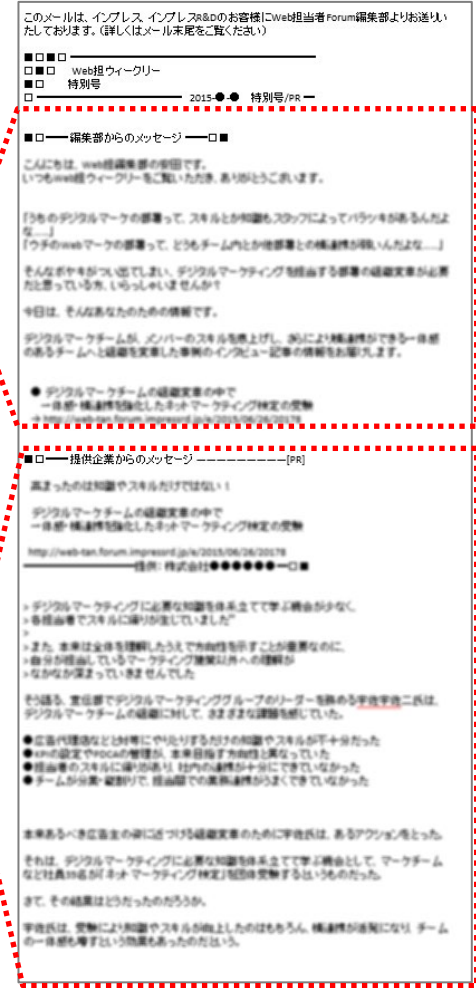 このメールは、インプレス インプレスR&Dのお客様にWeb担当者Forum編集部よりお送りい
たしております。（詳しくはメール末尾をご覧ください）
■□■□
□■□ Web担ウィークリー
■□ 特別号
□ 2015-●-● 特別号/PR
■□━━編集部からのメッセージ━━□■
こんにちは、Web担編集部の安田です。
いつもWeb担ウィークリーをご覧いただき、ありがとうございます。
「うちのデジタルマーケの部署って、スキルとか知識もスタッフによってバラツキがあるんだよ
な……」
「ウチのWebマーケの部署って、どうもチーム内とか他部署との横連携が弱いんだよな……」
そんなボヤキがつい出てしまい、デジタルマーケティングを担当する部署の組織変革が必要
だと思っている方、いらっしゃいませんか？
今日は、そんなあなたのための情報です。
デジタルマーケチームが、メンバーのスキルを底上げし、さらにより横連携ができる一体感
のあるチームへと組織を変革した事例のインタビュー記事の情報をお届けします。
● デジタルマーケチームの組織変革の中で
一体感・横連携を強化したネットマーケティング検定の受験
→ http://web-tan.forum.impressrd.jp/e/2015/06/26/20178
■□━━提供企業からのメッセージ －－－－－－－－－[PR]
高まったのは知識やスキルだけではない！
デジタルマーケチームの組織変革の中で
一体感・横連携を強化したネットマーケティング検定の受験
http://web-tan.forum.impressrd.jp/e/2015/06/26/20178
提供：株式会社●●●●●●━□■
> デジタルマーケティングに必要な知識を体系立てて学ぶ機会が少なく、
> 各担当者でスキルに偏りが生じていました”
>
> また、本来は全体を理解したうえで方向性を示すことが重要なのに、
> 自分が担当しているマーケティング施策以外への理解が
> なかなか深まっていきませんでした
そう語る、宣伝部でデジタルマーケティンググループのリーダーを務める宇佐宇佐二氏は、
デジタルマーケチームの組織に対して、さまざまな課題を感じていた。
●広告代理店などと対等にやりとりするだけの知識やスキルが不十分だった
●KPIの設定やPDCAの管理が、本来目指す方向性と異なっていた
●担当者のスキルに偏りがあり、社内の連携が十分にできていなかった
●チームが分業・縦割りで、担当間での業務連携がうまくできていなかった
本来あるべき広告主の姿に近づける組織変革のために宇佐氏は、あるアクションをとった。
それは、デジタルマーケティングに必要な知識を体系立てて学ぶ機会として、マーケチーム
など社員35名が「ネットマーケティング検定」を団体受験するというものだった。
さて、その結果はどうだったのだろうか。
宇佐氏は、受験により知識やスキルが向上したのはもちろん、横連携が活発になり、チーム
の一体感も増すという効果もあったのだという。